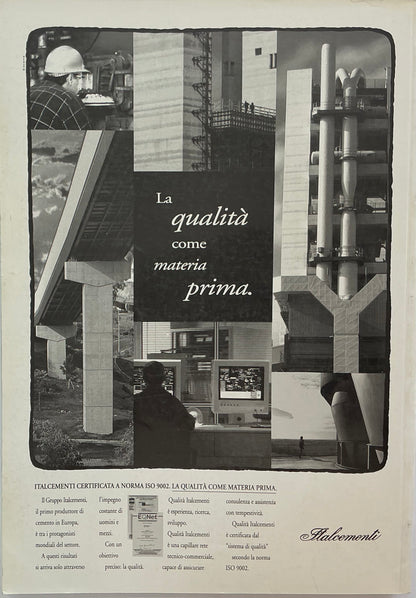 La
qualità
come
materia
prima.
ITALCEMENTI CERTIFICATA A NORMA ISO 9002. LA QUALITÀ COME MATERIA PRIMA.
Il Gruppo Italcementi,
il primo produttore di
cemento in Europa,
è tra i protagonisti
mondiali del settore.
A questi risultati
si arriva solo attraverso
l'impegno
costante di
uomini e
mezzi.
Con un
obiettivo
preciso: la qualità.
EQNet
Qualità Italcementi
è esperienza, ricerca,
sviluppo.
Qualità Italcementi
è una capillare rete
tecnico-commerciale,
capace di assicurare
consulenza e assistenza
con tempestività.
Qualità Italcementi
è certificata dal
"sistema di qualità"
secondo la norma
ISO 9002.
Italcementi